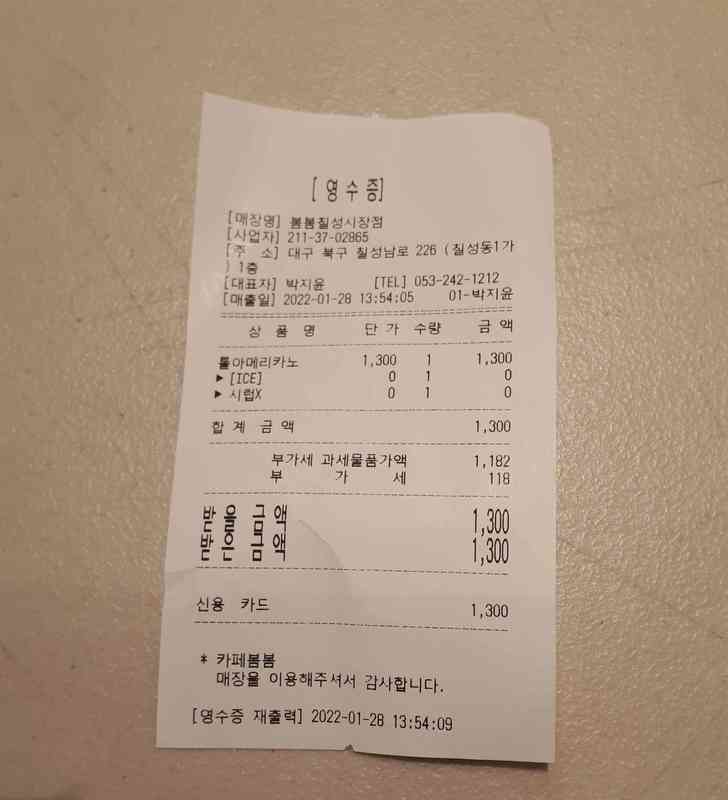 [ 영 수 증]
[매장명] 봄봄칠성시장점
[사업자] 211-37-02865
[주 소] 대구 북구 칠성남로 226 (칠성동1가
) 1층
[대표자] 박지윤 [TEL] 053-242-1212
[매출일] 2022-01-28 13:54:05 01-박지윤
상 품 명 단 가 수량 금 액
톨아메리카노 1,300 1 1,300
▶ [ICE] 0 1 0
▶ 시럽X 0 1 0
합 계 금 액 1,300
부가세 과세물품가액 1,182
부 가 세 118
받 을 금 액 1,300
받 은 금 액 1,300
신용 카드 1,300
* 카페봄봄
매장을 이용해주셔서 감사합니다.
[영수증 재출력] 2022-01-28 13:54:09